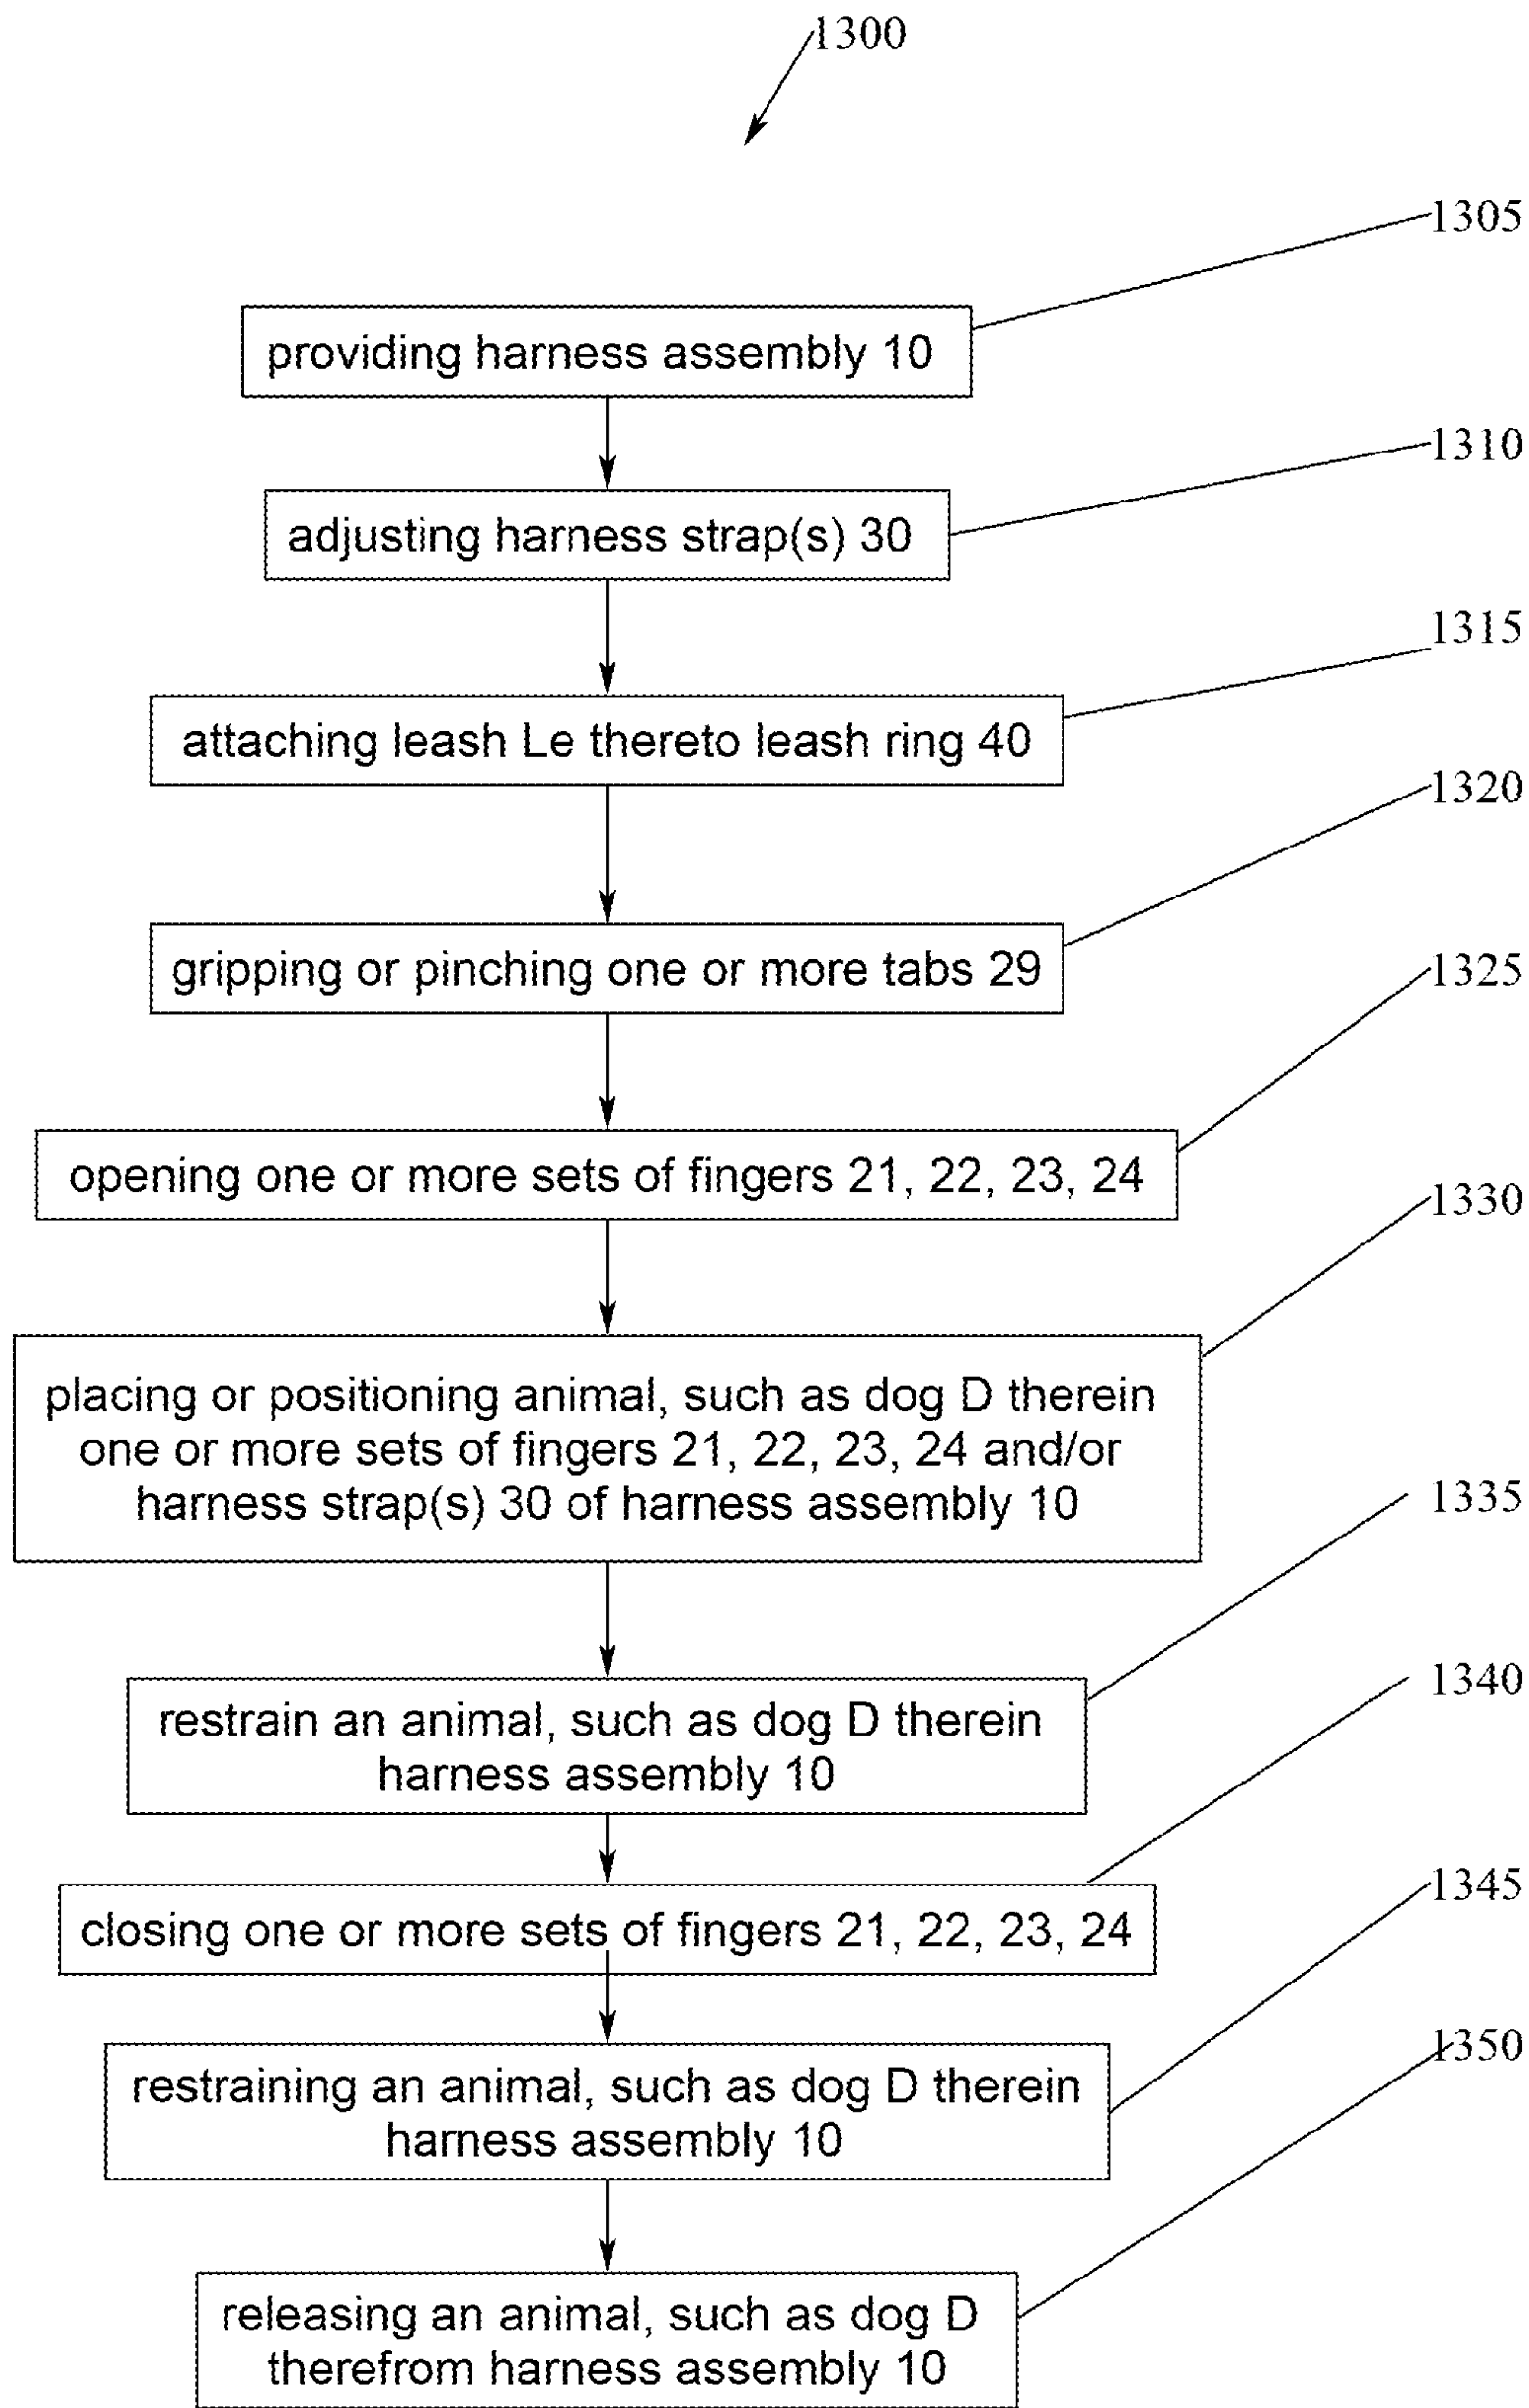 1300
1305
providing harness assembly 10
1310
adjusting harness strap(s) 30
1315
attaching leash Le thereto leash ring 40
1320
gripping or pinching one or more tabs 29
1325
opening one or more sets of fingers 21, 22, 23, 24
1330
placing or positioning animal, such as dog D therein
one or more sets of fingers 21, 22, 23, 24 and/or
harness strap(s) 30 of harness assembly 10
1335
restrain an animal, such as dog D therein
harness assembly 10
1340
closing one or more sets of fingers 21, 22, 23, 24
1345
restraining an animal, such as dog D therein
harness assembly 10
1350
releasing an animal, such as dog D
therefrom harness assembly 10